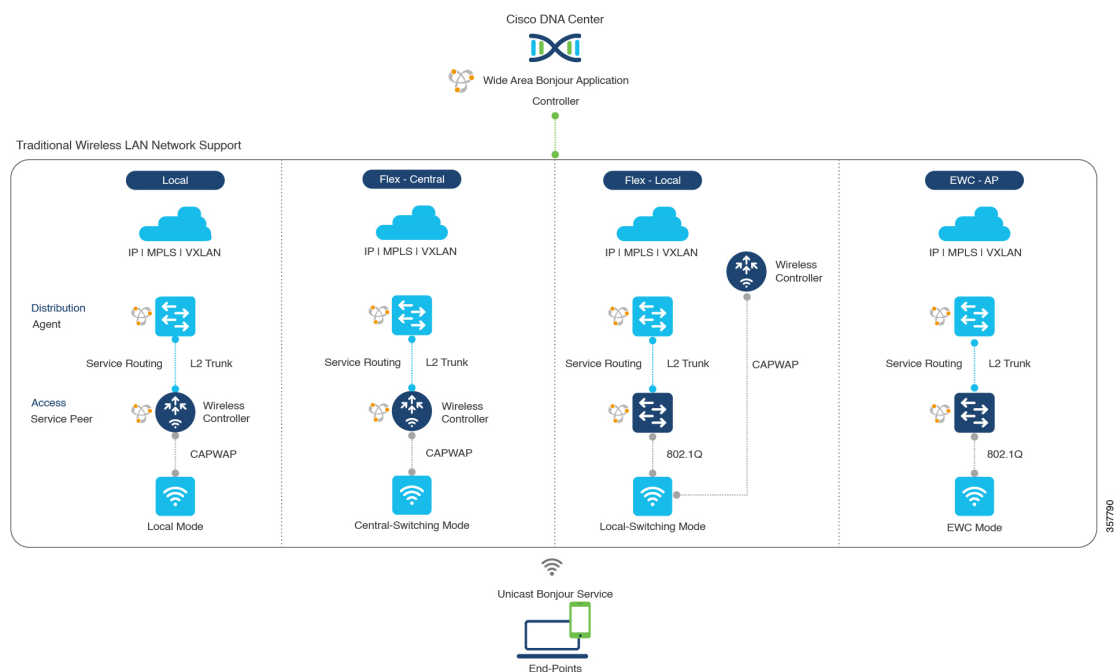 Cisco DNA Center
Wide Area Bonjour Application
Controller
Traditional Wireless LAN Network Support
Local
Flex - Central
Flex - Local
EWC - AP
IP I MPLS I VXLAN
IP I MPLS I VXLAN
IP I MPLS I VXLAN
IP I MPLS I VXLAN
Wireless
Controller
Distribution
Agent
Service Routing
L2 Trunk
Service Routing
L2 Trunk
Service Routing
L2 Trunk
CAPWAP
Service Routing
L2 Trunk
Access
Service Peer
Wireless
Controller
Wireless
Controller
CAPWAP
CAPWAP
802.1Q
802.1Q
Local Mode
Central-Switching Mode
Local-Switching Mode
EWC Mode
357790
Unicast Bonjour Service
End-Points